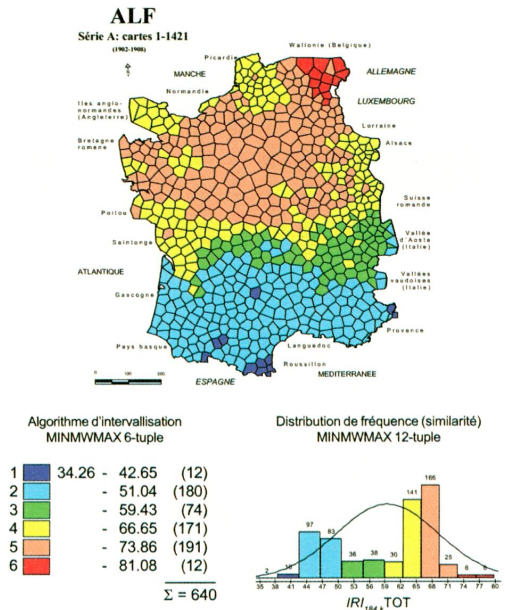 ALF
Série A: cartes 1-1421
(1902-1908)
Picardie
Wallonie (Belgique)
MANCHE
ALLEMAGNE
Normandie
LUXEMBOURG
Iles anglo-
normandes
(Angleterre)
Lorraine
Alsace
Bretagne
romane
Suisse
romande
Poitou
Vallée
d'Aoste
(Italie)
Saintonge
ATLANTIQUE
Vallées
vaudoises
(Italie)
Gascogne
Provence
Pays basque
Languedoc
Roussillon
MEDITERRANEE
ESPAGNE
0 100 200
Algorithme d'intervallisation
MINMWMAX 6-tuple
1 34.26 - 42.65 (12)
2 - 51.04 (180)
3 - 59.43 (74)
4 - 66.65 (171)
5 - 73.86 (191)
6 - 81.08 (12)
Σ = 640
Distribution de fréquence (similarité)
MINMWMAX 12-tuple
2 10 97 83 36 38 30 141 166 25 6 6
35 38 41 44 47 50 53 56 59 62 65 68 71 74 77 80
IRI184,kTOT